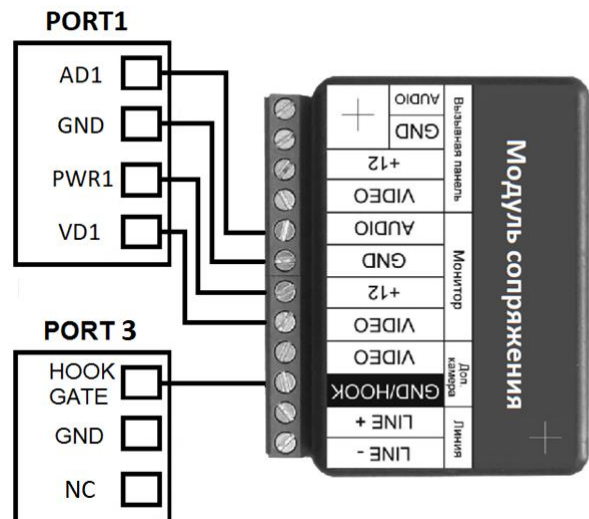 PORT1
AD1
GND
PWR1
VD1
PORT 3
HOOK
GATE
GND
NC
AUDIO
GND
+12
VIDEO
Вызывная панель
AUDIO
GND
+12
VIDEO
Монитор
VIDEO
GND/HOOK
Доп.
камера
LINE +
LINE -
Линия
Модуль сопряжения